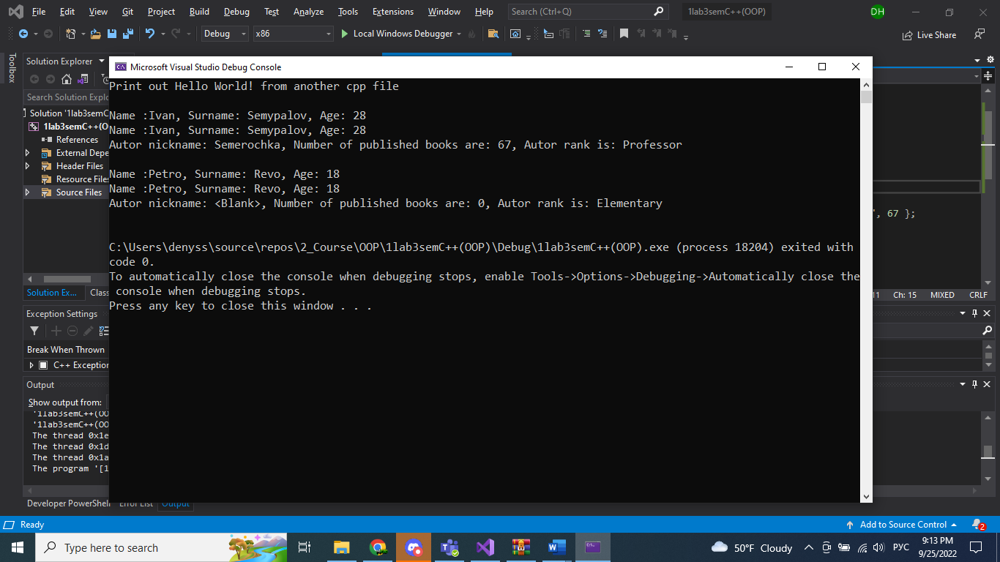 File Edit View Git Project Build Debug Test Analyze Tools Extensions Window Help Search (Ctrl+Q) 1lab3semC++(OOP) DH
Debug x86 Local Windows Debugger Live Share
Toolbox
Solution Explorer
Search Solution Explo
Solution '1lab3semC
1lab3semC++(O
References
External Depe
Header Files
Resource Files
Source Files
Solution Ex... Class
Microsoft Visual Studio Debug Console
Print out Hello World! from another cpp file
Name :Ivan, Surname: Semypalov, Age: 28
Name :Ivan, Surname: Semypalov, Age: 28
Autor nickname: Semerochka, Number of published books are: 67, Autor rank is: Professor
Name :Petro, Surname: Revo, Age: 18
Name :Petro, Surname: Revo, Age: 18
Autor nickname: <Blank>, Number of published books are: 0, Autor rank is: Elementary
C:\Users\denyss\source\repos\2_Course\OOP\1lab3semC++(OOP)\Debug\1lab3semC++(OOP).exe (process 18204) exited with
code 0.
To automatically close the console when debugging stops, enable Tools->Options->Debugging->Automatically close the
console when debugging stops.
Press any key to close this window . . .
", 67 };
11 Ch: 15 MIXED CRLF
Exception Settings
Break When Thrown
C++ Exception
Output
Show output from:
'1lab3semC++(OO
'1lab3semC++(OO
The thread 0x1e
The thread 0x1d
The thread 0x1a
The program '[1
Developer PowerShell Error List Output
Ready Add to Source Control 2
Type here to search 50°F Cloudy РУС 9:13 PM
9/25/2022